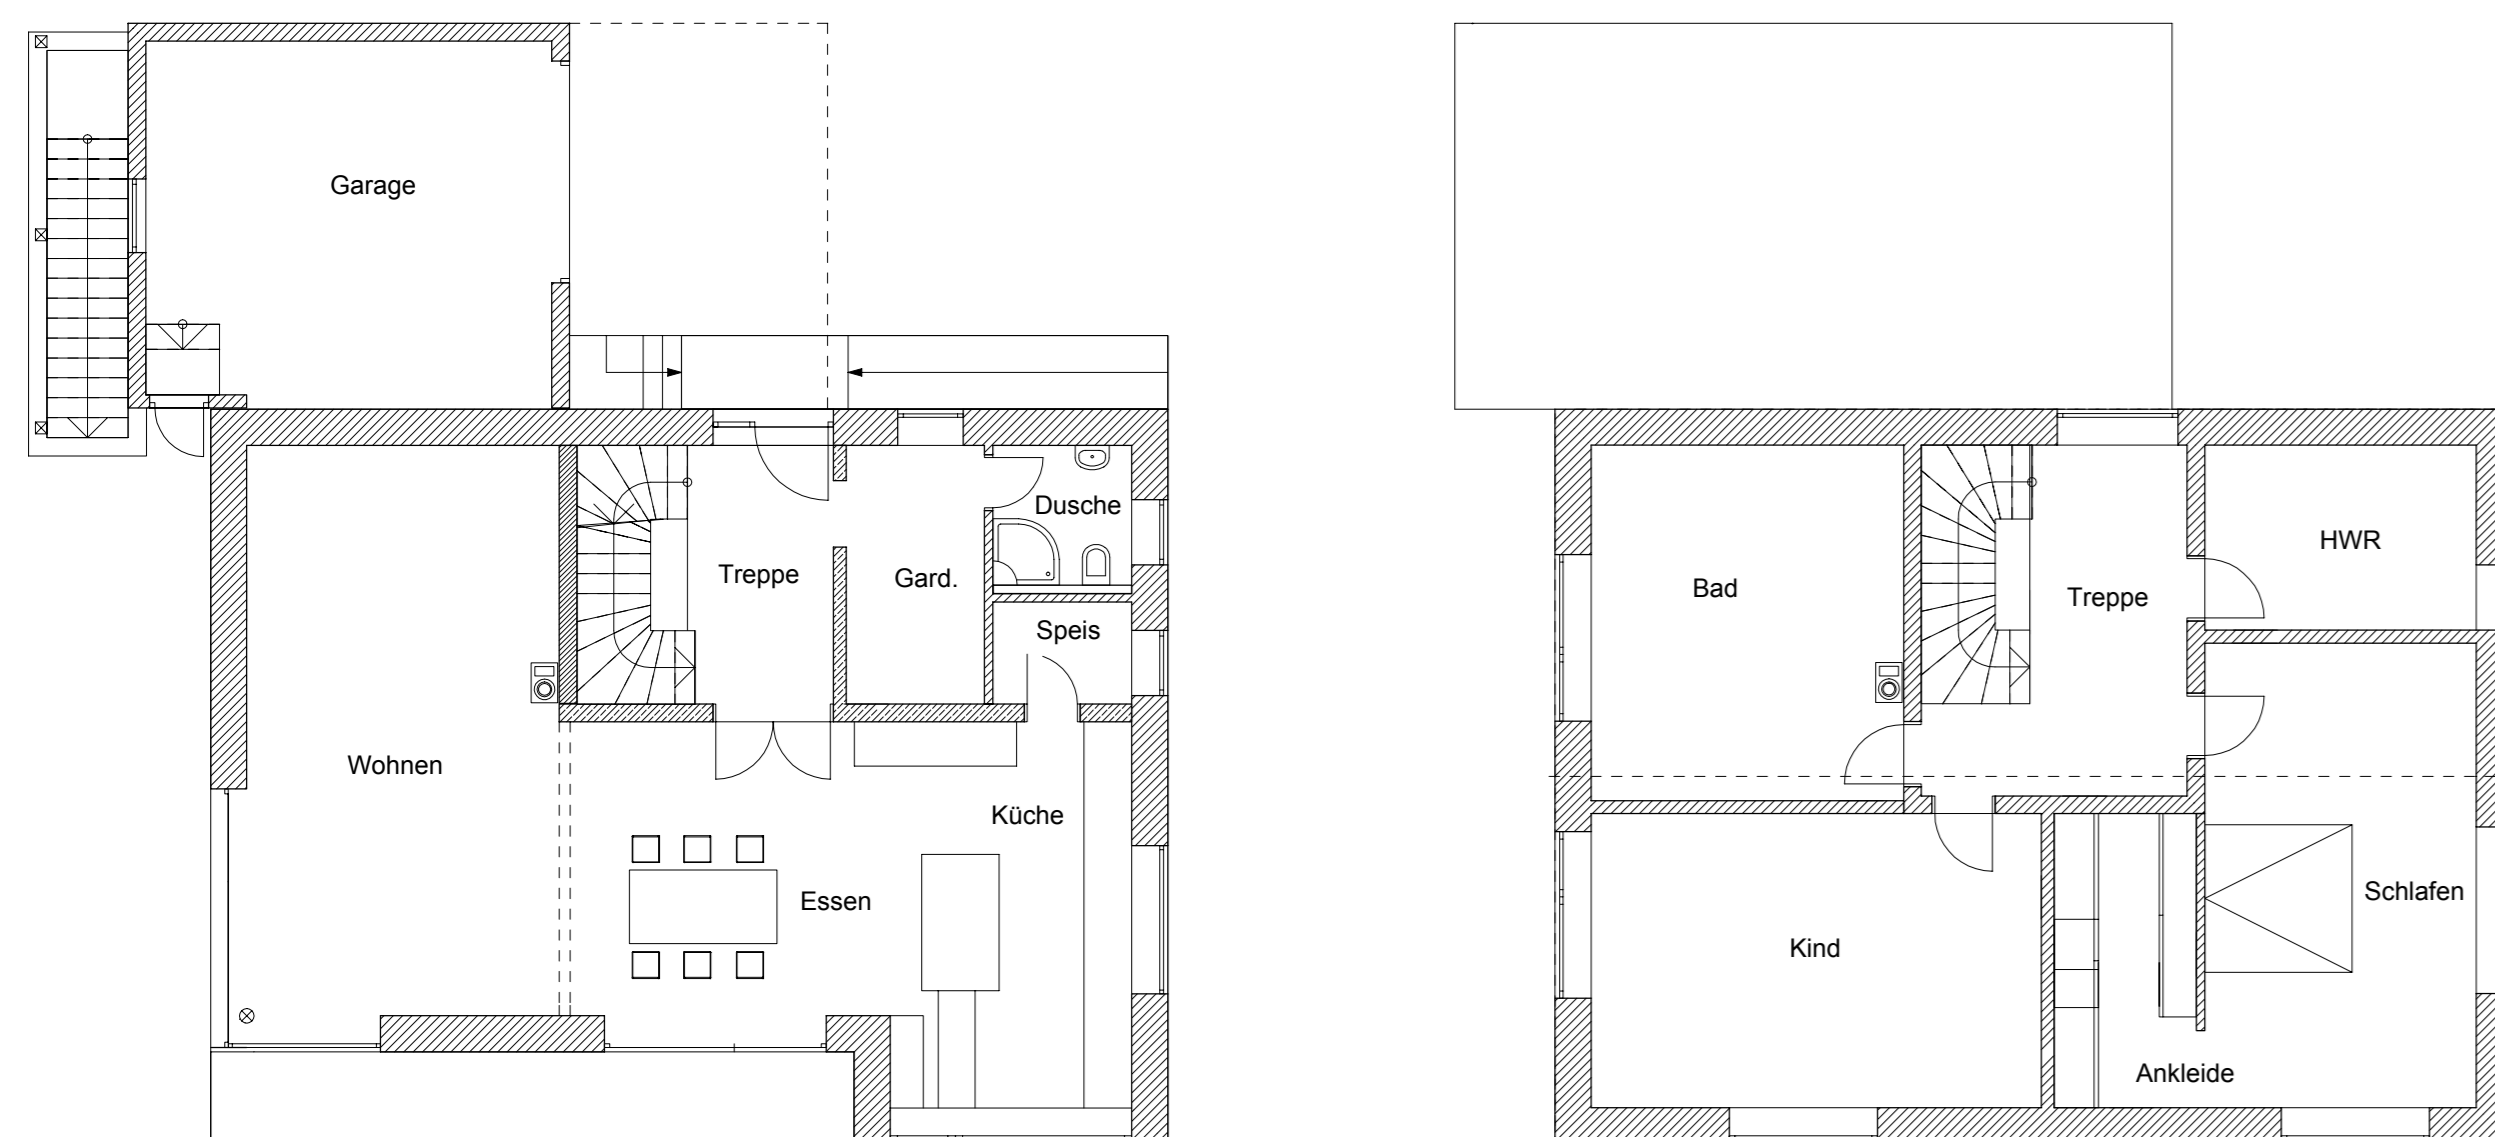 Garage
Dusche
Treppe
Gard.
Speis
Wohnen
Küche
Essen
HWR
Bad
Treppe
Schlafen
Kind
Ankleide